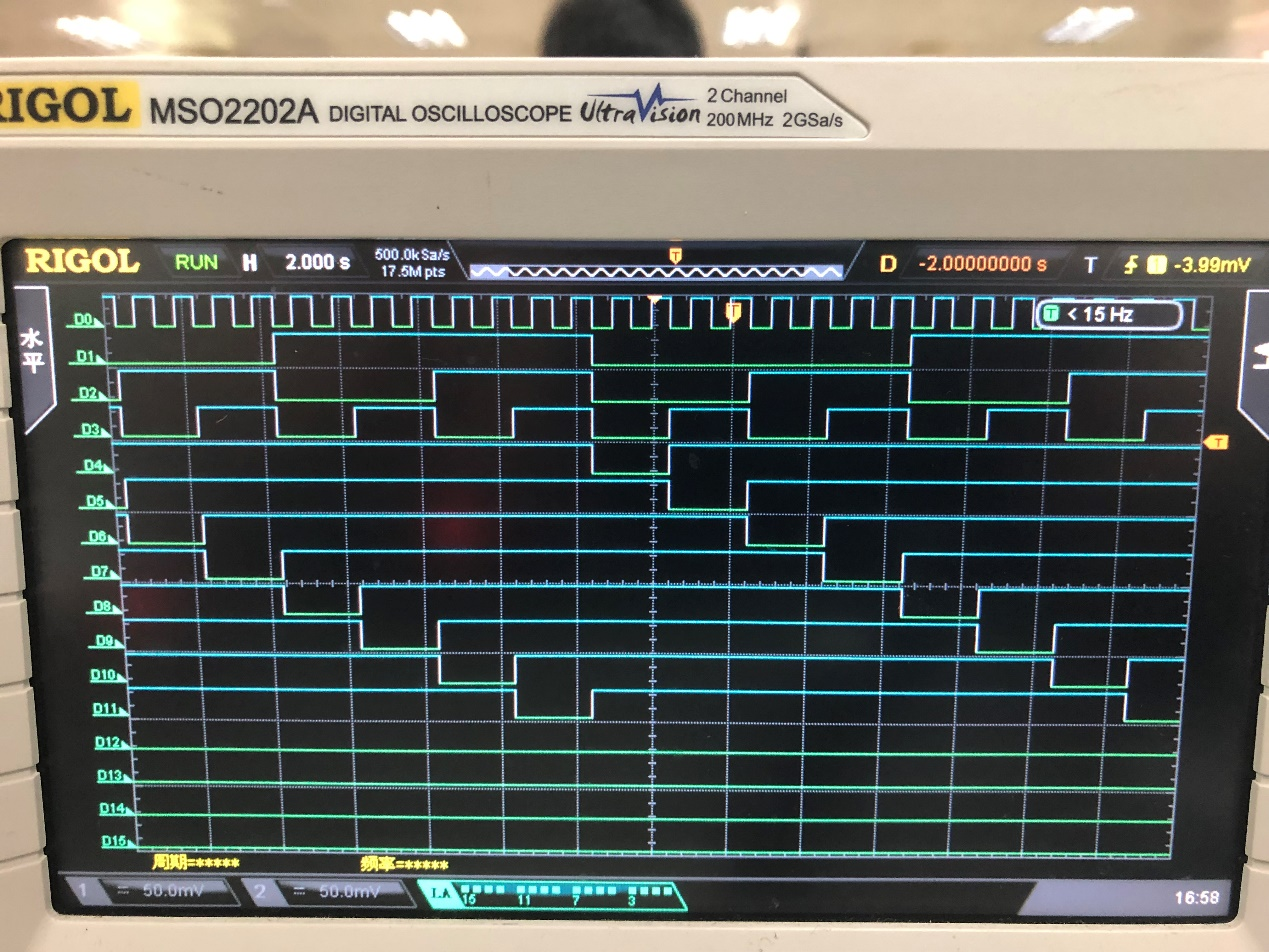 RIGOL MSO2202A DIGITAL OSCILLOSCOPE UltraVision 2 Channel
200MHz 2GSa/s
RIGOL RUN H 2.000 s 500.0kSa/s
17.5M pts
T
D -2.00000000 s T 1 -3.99mV
水平
T
T < 15 Hz
D0
D1
D2
D3
T
D4
D5
D6
D7
D8
D9
D10
D11
D12
D13
D14
D15
周期=***** 频率=*****
1 = 50.0mV 2 = 50.0mV LA 15 11 7 3
16:58